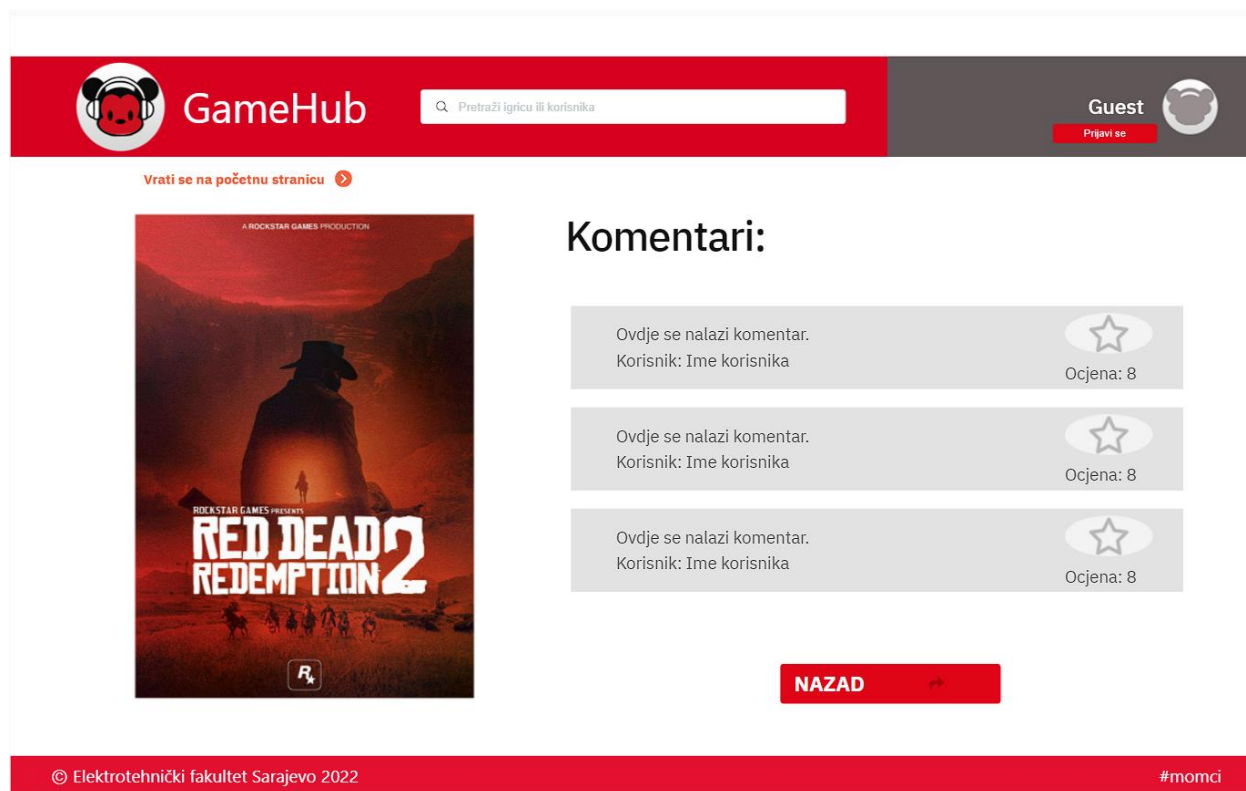 GameHub
Pretraži igricu ili korisnika
Guest
Prijavi se
Vrati se na početnu stranicu
A ROCKSTAR GAMES PRODUCTION
ROCKSTAR GAMES PRESENTS
RED DEAD
REDEMPTION 2
R
Komentari:
Ovdje se nalazi komentar.
Korisnik: Ime korisnika
Ocjena: 8
Ovdje se nalazi komentar.
Korisnik: Ime korisnika
Ocjena: 8
Ovdje se nalazi komentar.
Korisnik: Ime korisnika
Ocjena: 8
NAZAD
© Elektrotehnički fakultet Sarajevo 2022
#momci